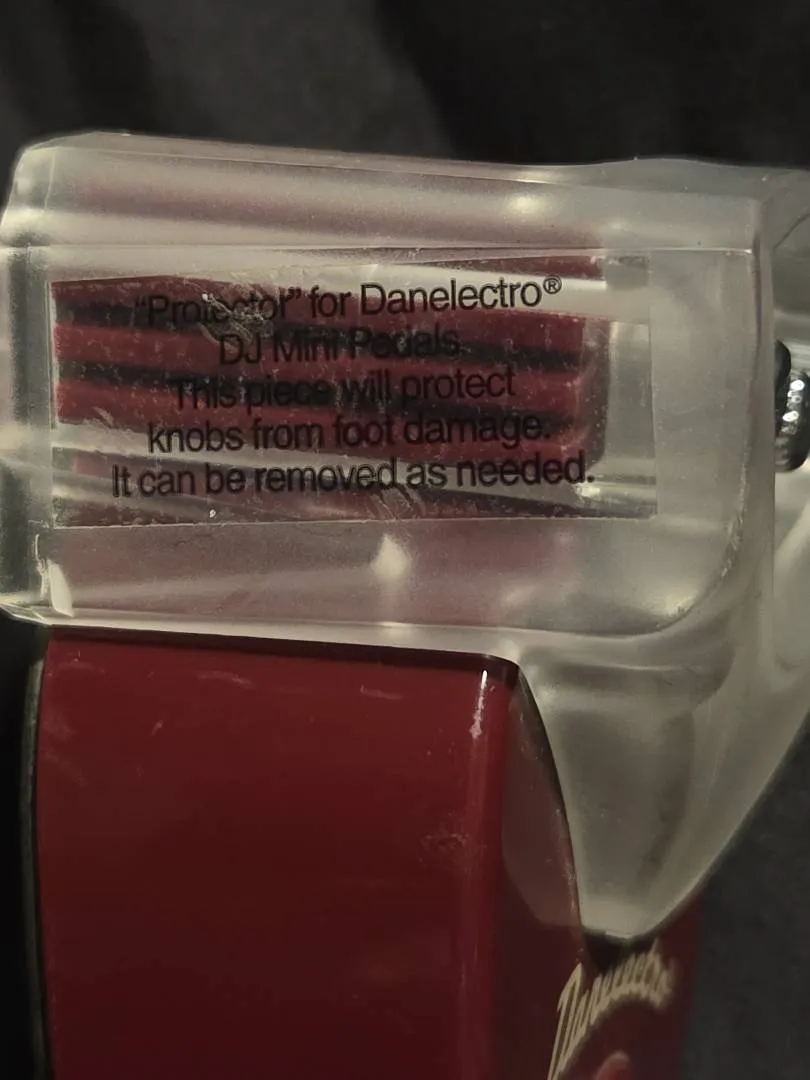 "Protector" for Danelectro®
DJ Mini Pedals
This piece will protect
knobs from foot damage.
It can be removed as needed.
Danelectro